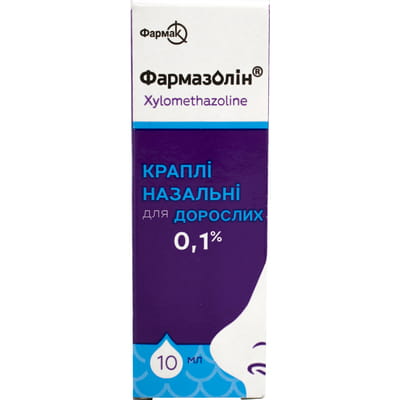 Фармак
Фармазолін®
Xylomethazoline
КРАПЛІ
НАЗАЛЬНІ
для ДОРОСЛИХ
0,1%
10 мл